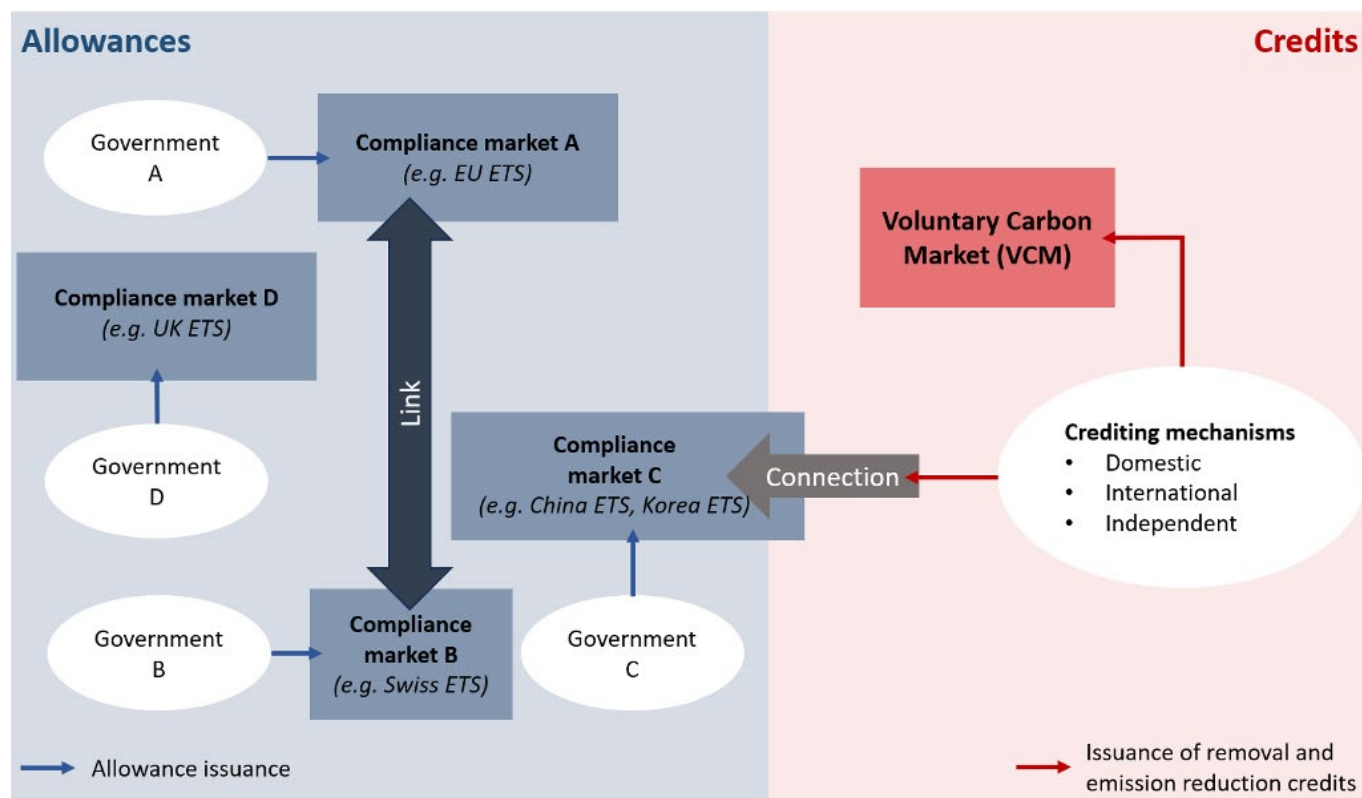 Allowances
Credits
Government
A
Compliance market A
(e.g. EU ETS)
Voluntary Carbon
Market (VCM)
Compliance market D
(e.g. UK ETS)
Link
Government
D
Compliance
market C
(e.g. China ETS, Korea ETS)
Connection
Crediting mechanisms
• Domestic
• International
• Independent
Government
B
Compliance
market B
(e.g. Swiss ETS)
Government
C
Allowance issuance
Issuance of removal and
emission reduction credits